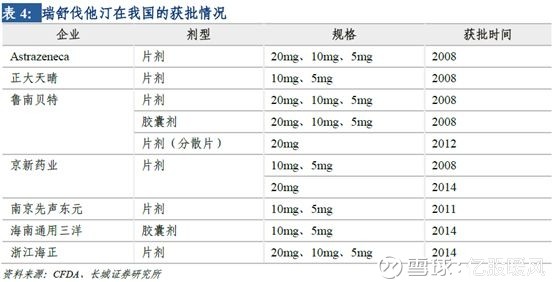 表 4: 瑞舒伐他汀在我国的获批情况
企业 剂型 规格 获批时间
Astrazeneca 片剂 20mg、10mg、5mg 2008
正大天晴 片剂 10mg、5mg 2008
鲁南贝特 片剂 20mg、10mg、5mg 2008
胶囊剂 20mg、10mg、5mg 2008
片剂（分散片） 20mg 2012
京新药业 片剂 10mg、5mg 2008
20mg 2014
南京先声东元 片剂 10mg、5mg 2011
海南通用三洋 胶囊剂 10mg、5mg 2014
浙江海正 片剂 20mg、10mg、5mg 2014
资料来源：CFDA、长城证券研究所
雪球：亿股暖风